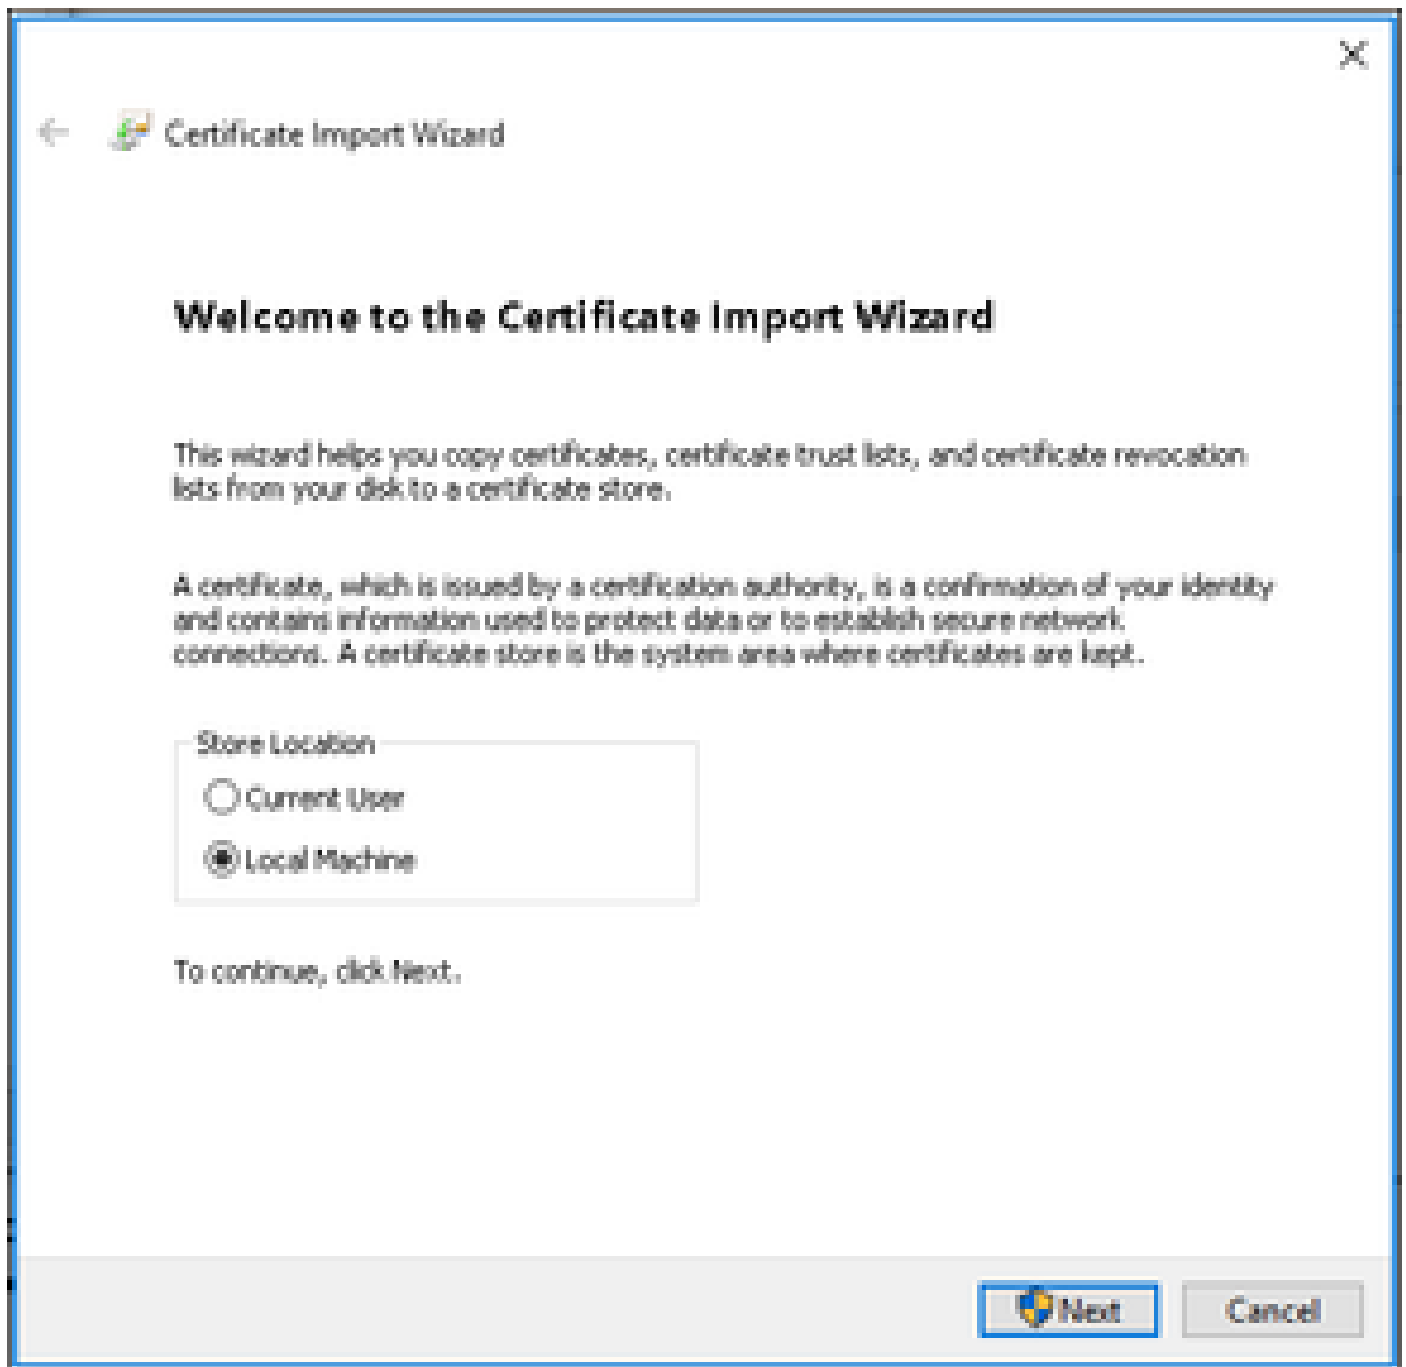 Certificate Import Wizard
Welcome to the Certificate Import Wizard
This wizard helps you copy certificates, certificate trust lists, and certificate revocation
lists from your disk to a certificate store.
A certificate, which is issued by a certification authority, is a confirmation of your identity
and contains information used to protect data or to establish secure network
connections. A certificate store is the system area where certificates are kept.
Store Location
Current User
Local Machine
To continue, click Next.
Next
Cancel